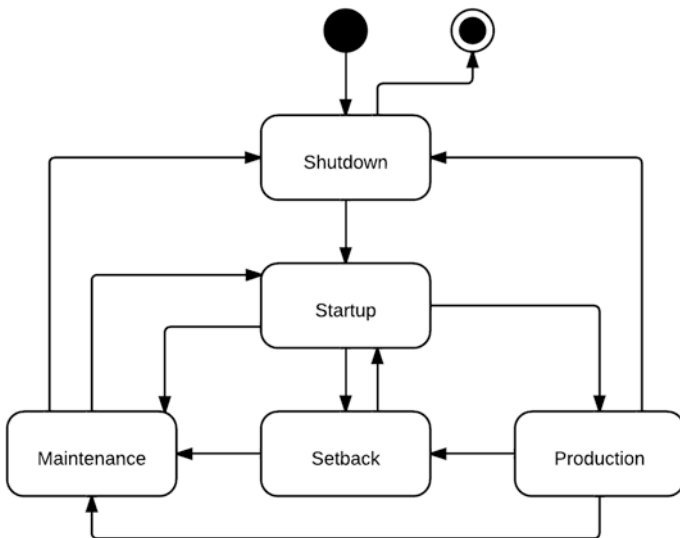 Shutdown
Startup
Maintenance
Setback
Production